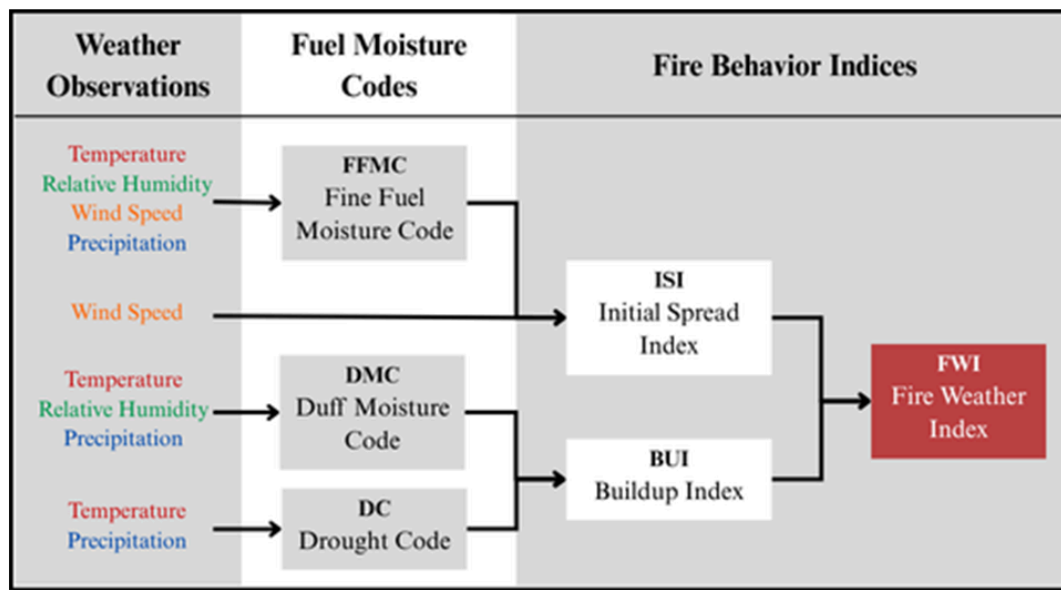 Weather
Observations
Fuel Moisture
Codes
Fire Behavior Indices
Temperature
Relative Humidity
Wind Speed
Precipitation
FFMC
Fine Fuel
Moisture Code
Wind Speed
ISI
Initial Spread
Index
Temperature
Relative Humidity
Precipitation
DMC
Duff Moisture
Code
FWI
Fire Weather
Index
BUI
Buildup Index
Temperature
Precipitation
DC
Drought Code